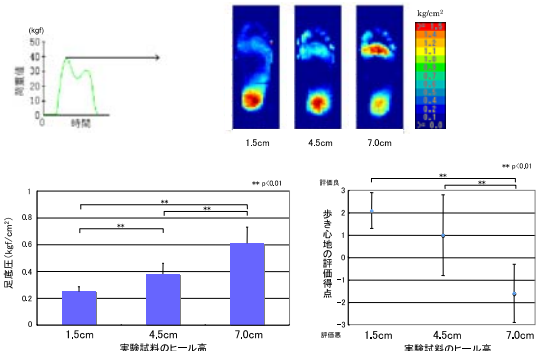 (kgf)
50
40
30
20
10
0
荷重値
時間
kg/cm²
1.5cm
4.5cm
7.0cm
** p<0.01
足底圧(kgf/cm²)
1
0.8
0.6
0.4
0.2
0
**
**
**
1.5cm
4.5cm
7.0cm
実験試料のヒール高
** p<0.01
評価良
歩き心地の評価得点
3
2
1
0
-1
-2
-3
評価悪
**
**
1.5cm
4.5cm
7.0cm
実験試料のヒール高